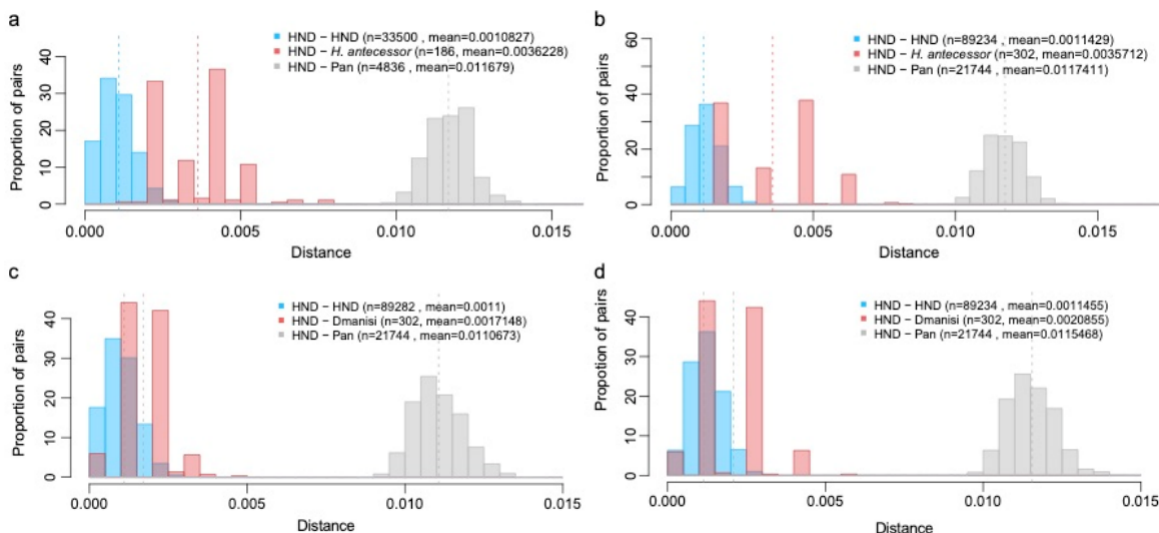 a
Proportion of pairs
0 10 20 30 40
HND – HND (n=33500 , mean=0.0010827)
HND – H. antecessor (n=186, mean=0.0036228)
HND – Pan (n=4836 , mean=0.011679)
0.000 0.005 0.010 0.015
Distance
b
Proportion of pairs
0 10 20 30 40 60
HND – HND (n=89234 , mean=0.0011429)
HND – H. antecessor (n=302, mean=0.0035712)
HND – Pan (n=21744 , mean=0.0117411)
0.000 0.005 0.010 0.015
Distance
c
Proportion of pairs
0 10 20 30 40
HND – HND (n=89282 , mean=0.0011)
HND – Dmanisi (n=302, mean=0.0017148)
HND – Pan (n=21744 , mean=0.0110673)
0.000 0.005 0.010 0.015
Distance
d
Propotion of pairs
0 10 20 30 40
HND – HND (n=89234 , mean=0.0011455)
HND – Dmanisi (n=302, mean=0.0020855)
HND – Pan (n=21744 , mean=0.0115468)
0.000 0.005 0.010 0.015
Distance